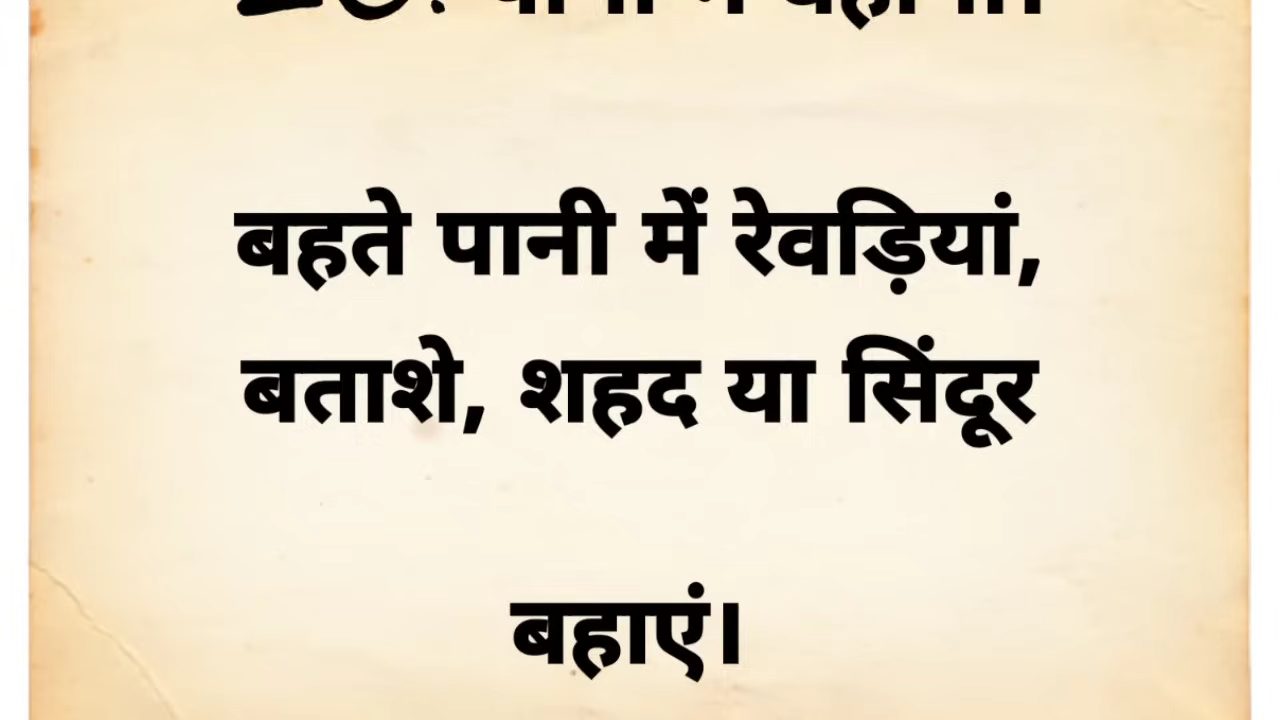 बहते पानी में रेवड़ियां,
बताशे, शहद या सिंदूर
बहाएं।